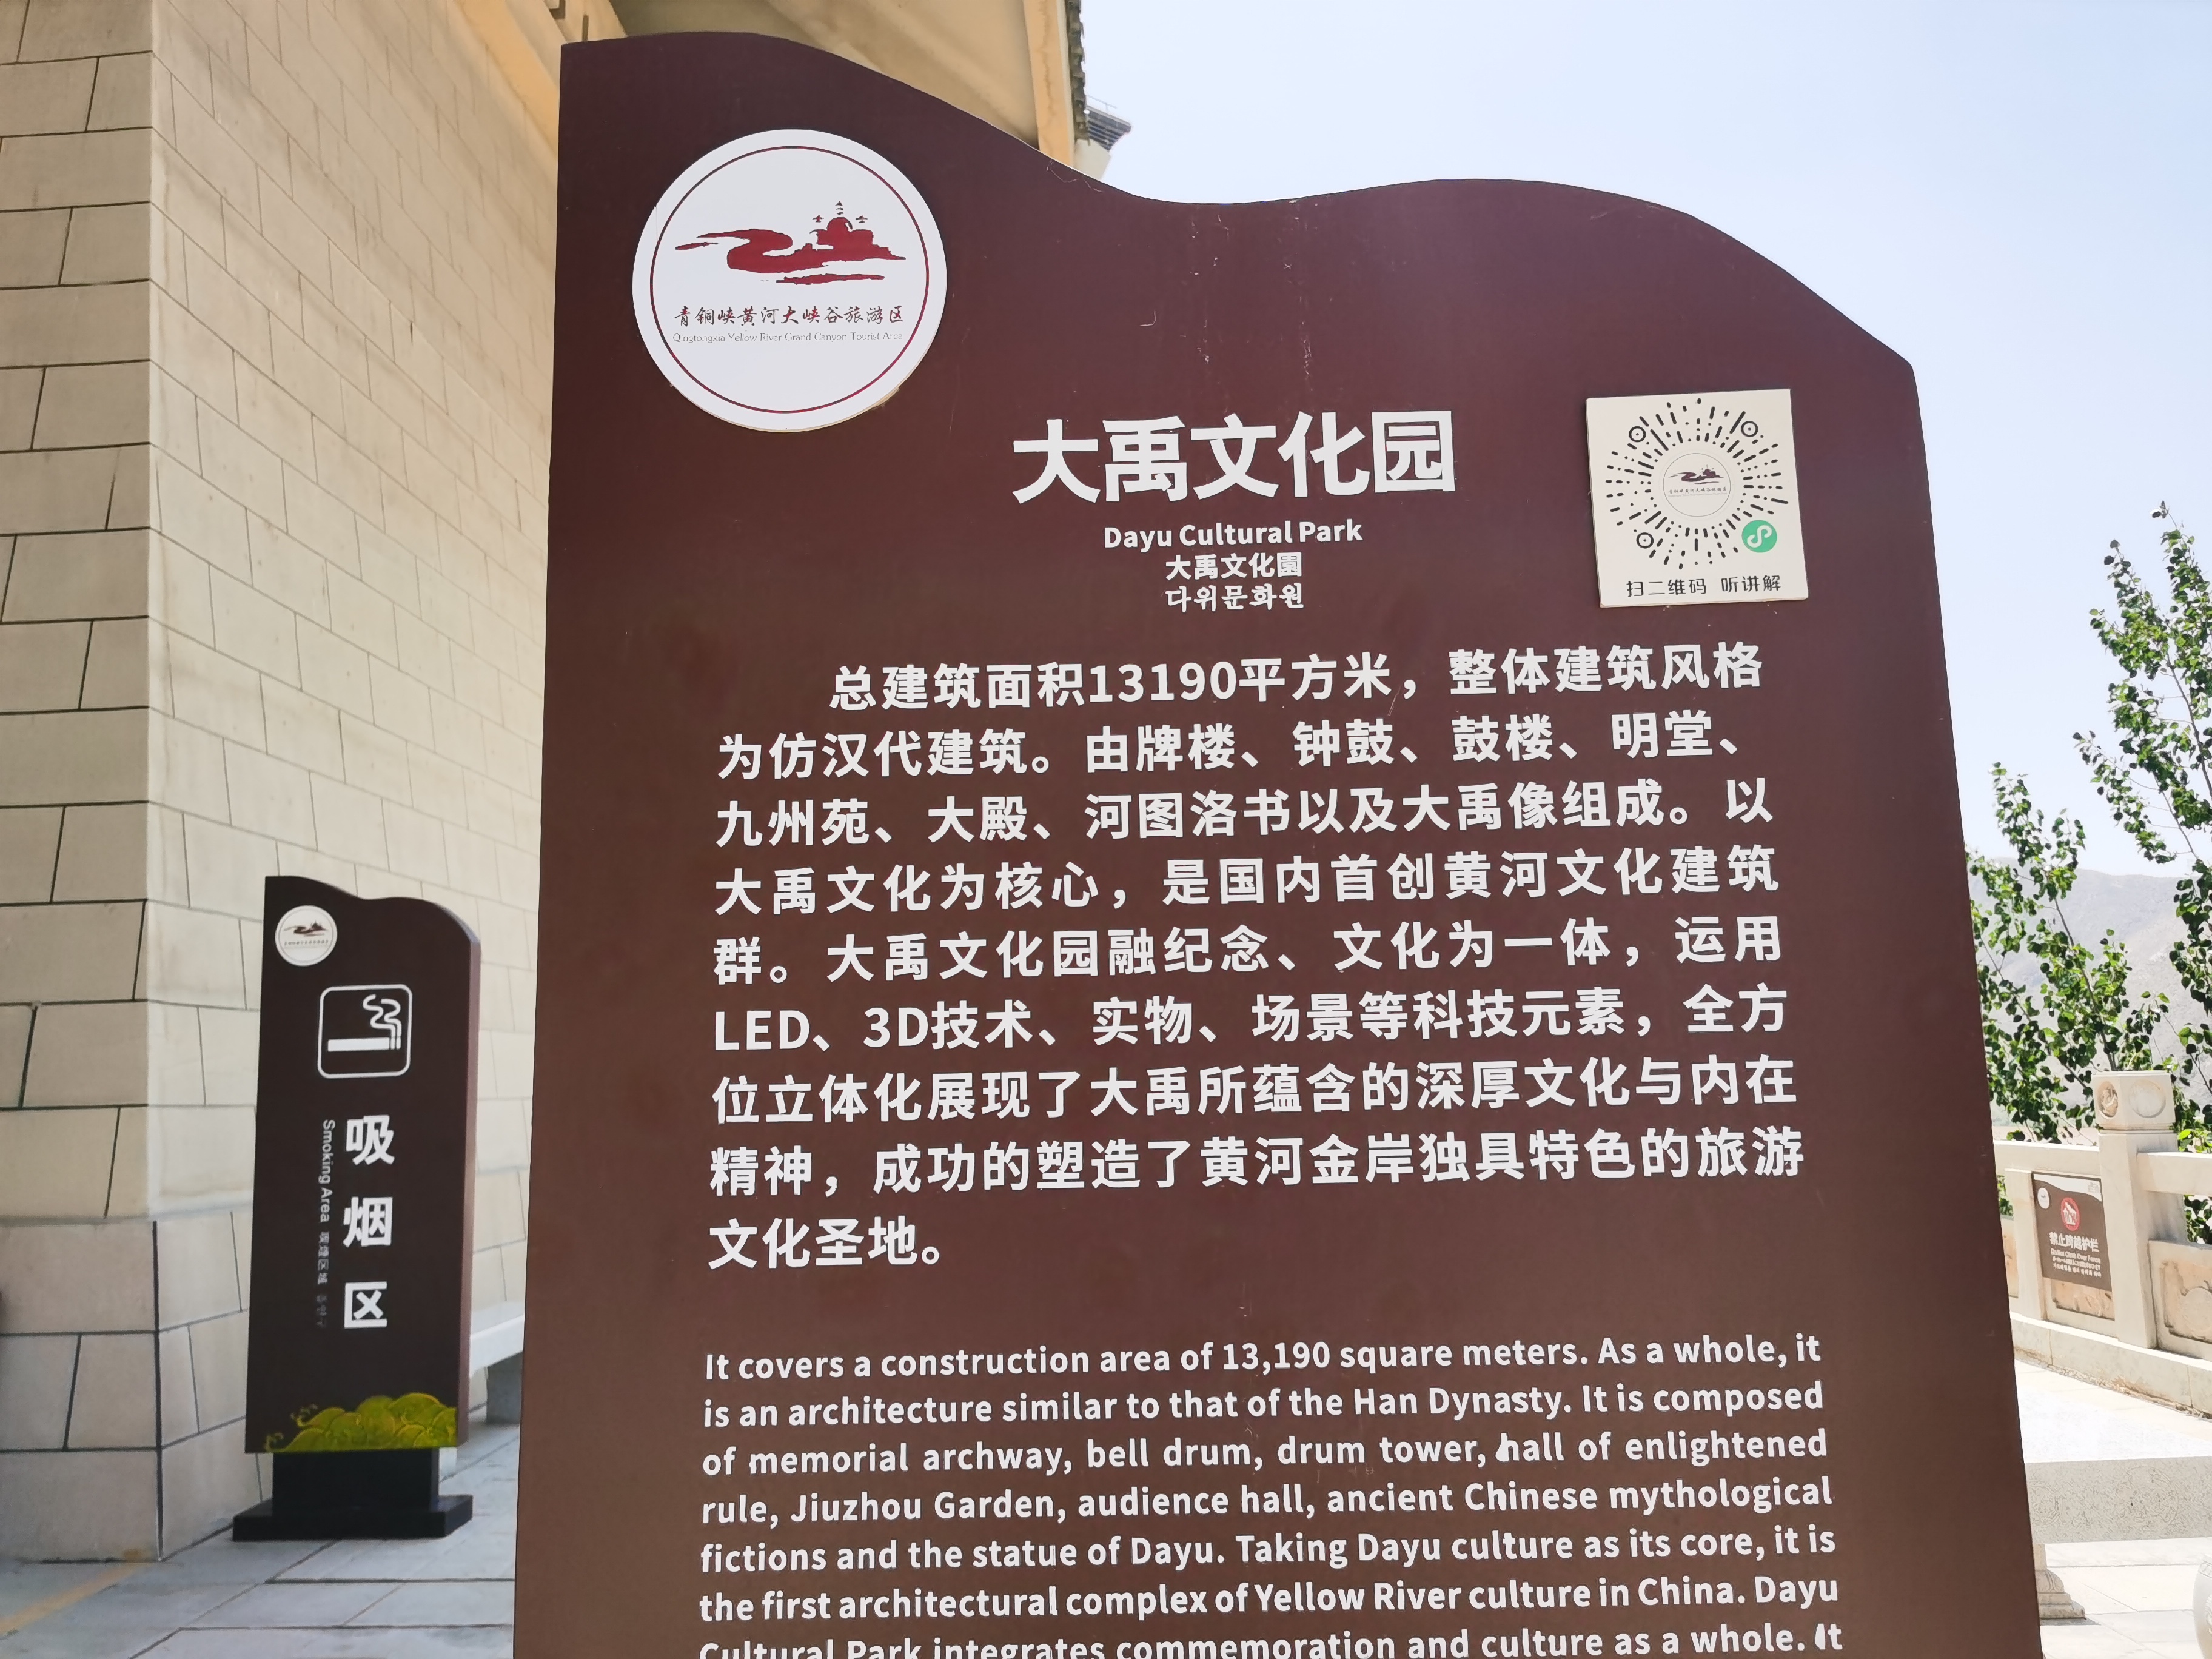 青铜峡黄河大峡谷旅游区
Qingtongxia Yellow River Grand Canyon Tourist Area
大禹文化园
Dayu Cultural Park
大禹文化園
다위문화원
扫二维码 听讲解
总建筑面积13190平方米，整体建筑风格
为仿汉代建筑。由牌楼、钟鼓、鼓楼、明堂、
九州苑、大殿、河图洛书以及大禹像组成。以
大禹文化为核心，是国内首创黄河文化建筑
群。大禹文化园融纪念、文化为一体，运用
LED、3D技术、实物、场景等科技元素，全方
位立体化展现了大禹所蕴含的深厚文化与内在
精神，成功的塑造了黄河金岸独具特色的旅游
文化圣地。
It covers a construction area of 13,190 square meters. As a whole, it
is an architecture similar to that of the Han Dynasty. It is composed
of memorial archway, bell drum, drum tower, hall of enlightened
rule, Jiuzhou Garden, audience hall, ancient Chinese mythological
fictions and the statue of Dayu. Taking Dayu culture as its core, it is
the first architectural complex of Yellow River culture in China. Dayu
Cultural Park integrates commemoration and culture as a whole. It
吸烟区
Smoking Area
禁止跨越护栏
Do Not Climb Over Fence